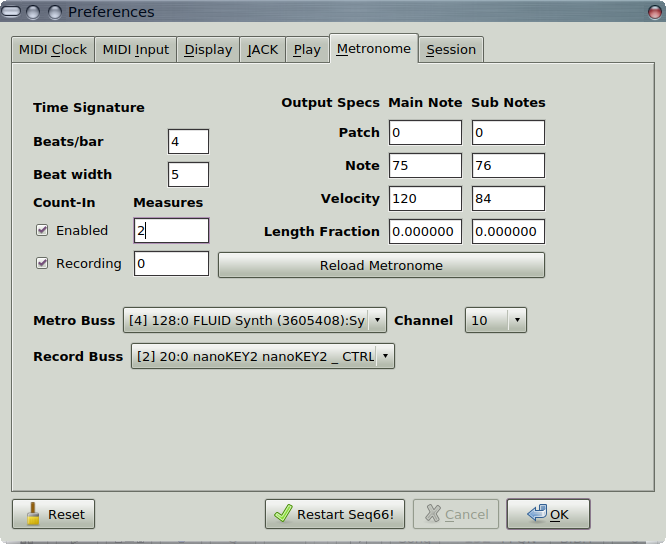 Preferences
MIDI Clock MIDI Input Display JACK Play Metronome Session
Time Signature Output Specs Main Note Sub Notes
Beats/bar 4 Patch 0 0
Beat width 5 Note 75 76
Count-In Measures Velocity 120 84
Enabled 2 Length Fraction 0.000000 0.000000
Recording 0 Reload Metronome
Metro Buss [4] 128:0 FLUID Synth (3605408):Sy Channel 10
Record Buss [2] 20:0 nanoKEY2 nanoKEY2 _ CTRL
Reset Restart Seq66! Cancel OK